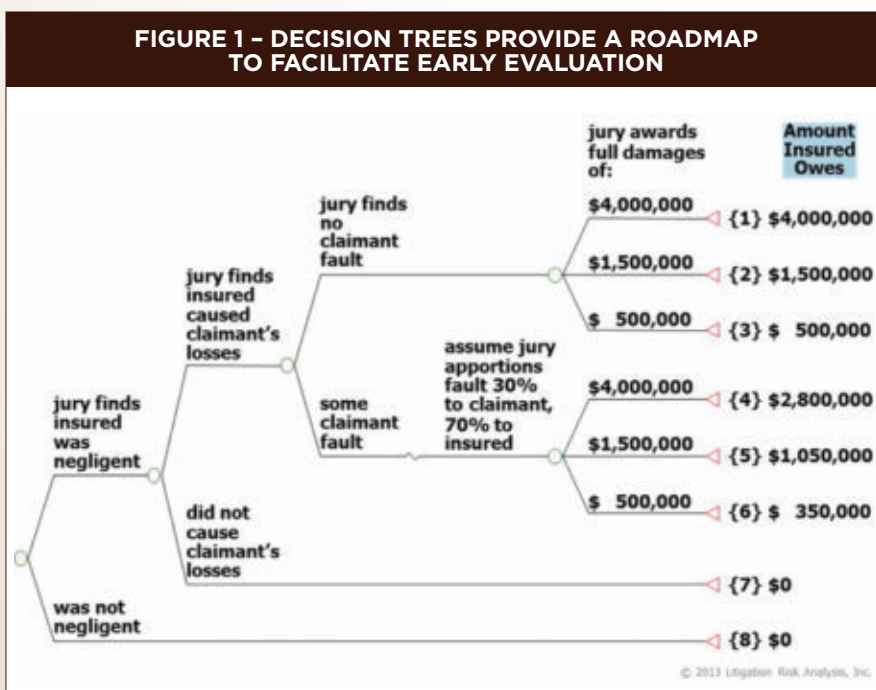 FIGURE 1 – DECISION TREES PROVIDE A ROADMAP
TO FACILITATE EARLY EVALUATION
jury awards
full damages
of:
Amount
Insured
Owes
jury finds
no
claimant
fault
$4,000,000
{1} $4,000,000
$1,500,000
{2} $1,500,000
$ 500,000
{3} $ 500,000
jury finds
insured
caused
claimant's
losses
assume jury
apportions
fault 30%
to claimant,
70% to
insured
some
claimant
fault
$4,000,000
{4} $2,800,000
$1,500,000
{5} $1,050,000
$ 500,000
{6} $ 350,000
jury finds
insured
was
negligent
did not
cause
claimant's
losses
{7} $0
was not
negligent
{8} $0
© 2013 Litigation Risk Analysis, Inc.